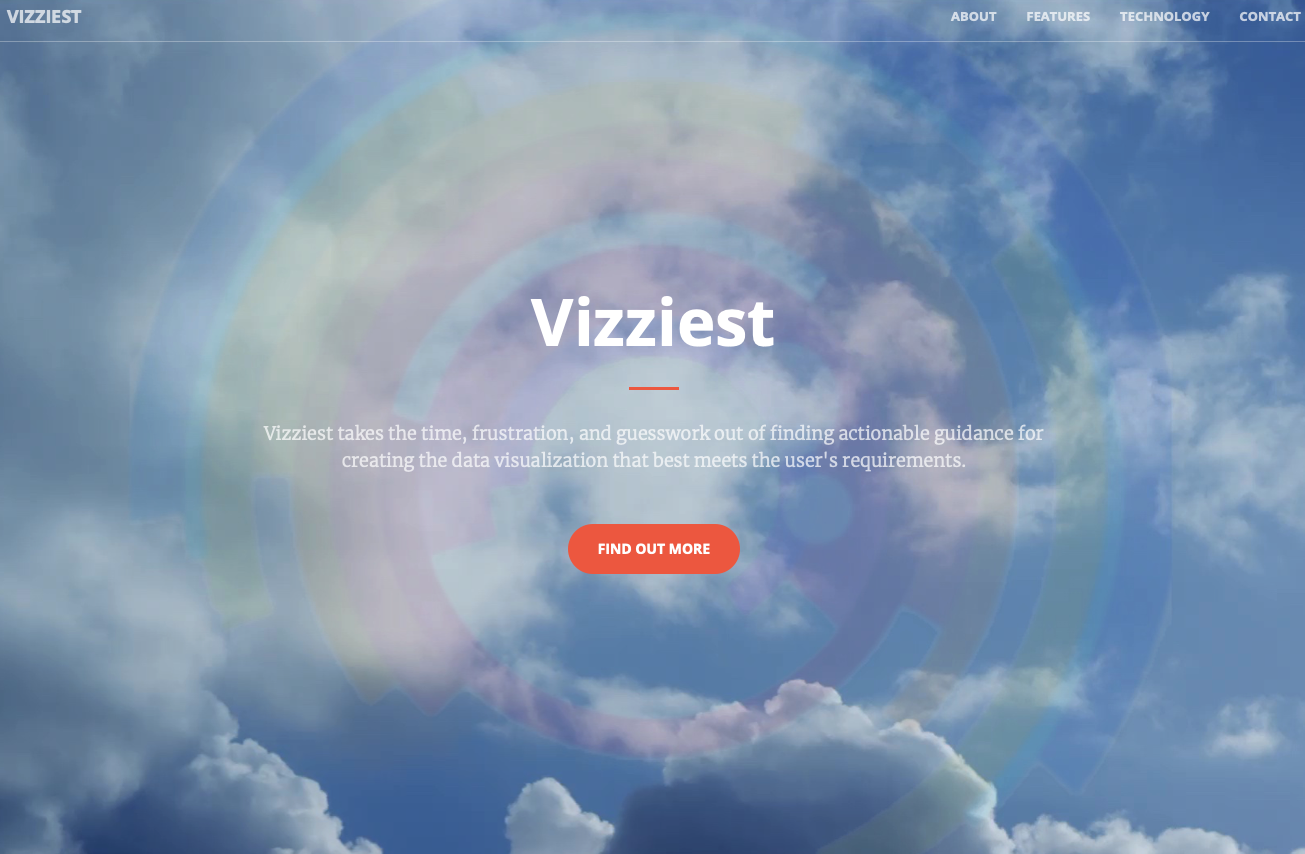 VIZZIEST
ABOUT FEATURES TECHNOLOGY CONTACT
Vizziest
Vizziest takes the time, frustration, and guesswork out of finding actionable guidance for
creating the data visualization that best meets the user's requirements.
FIND OUT MORE